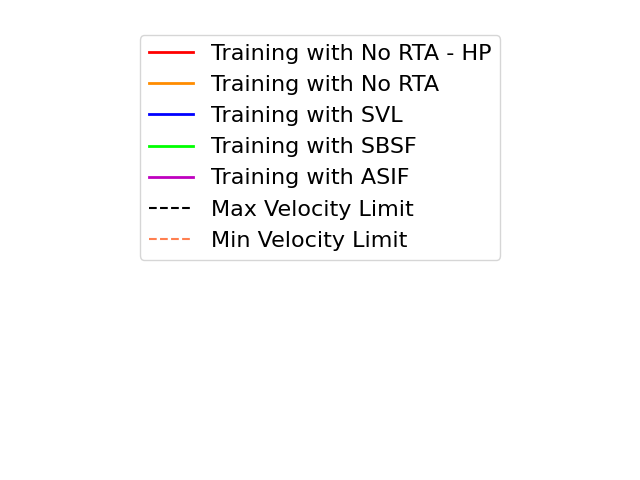 Training with No RTA - HP
Training with No RTA
Training with SVL
Training with SBSF
Training with ASIF
Max Velocity Limit
Min Velocity Limit